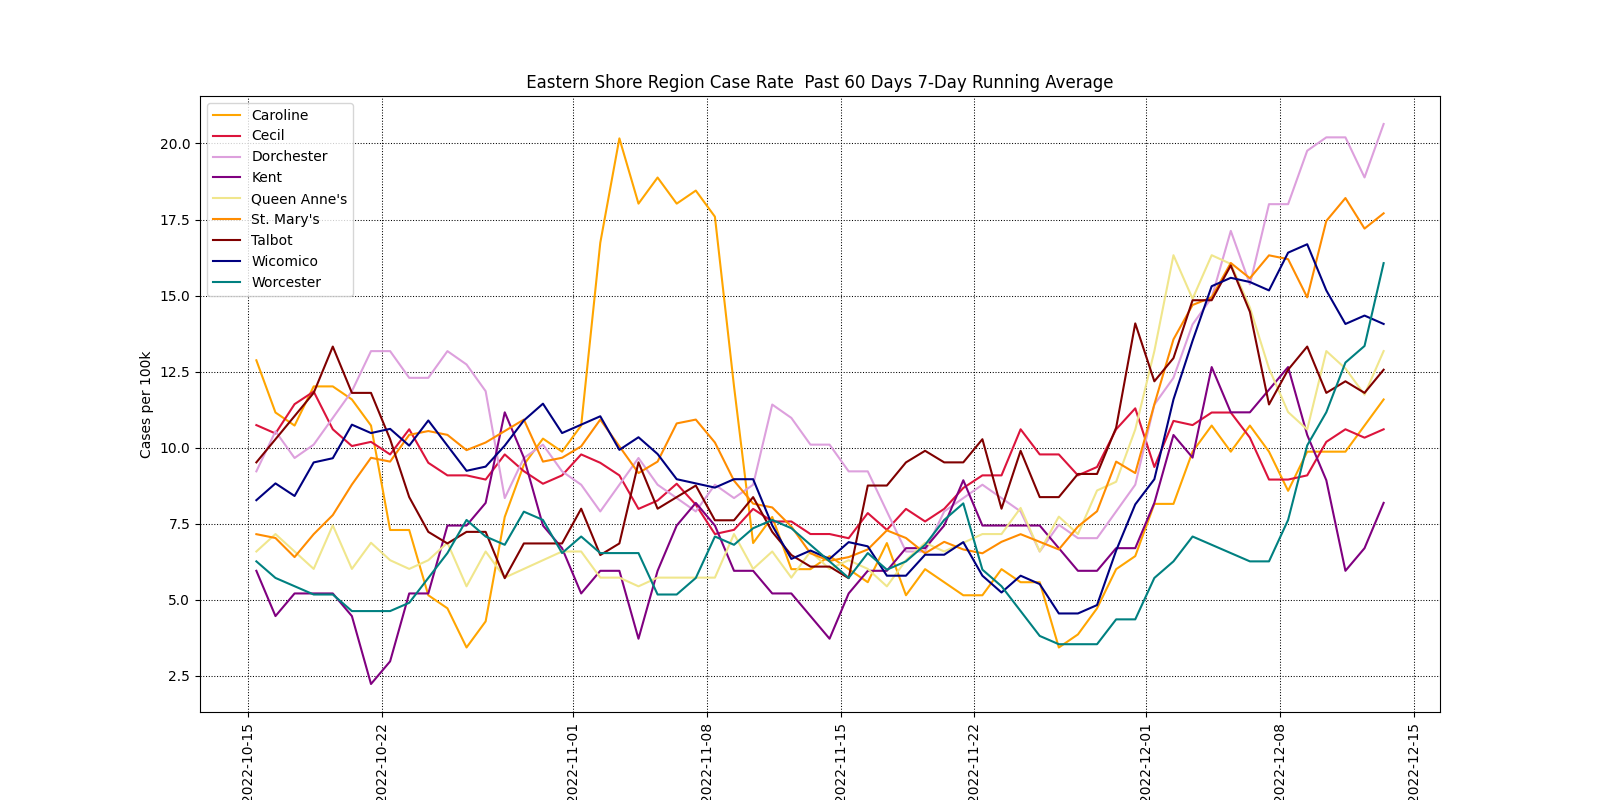 Eastern Shore Region Case Rate  Past 60 Days 7-Day Running Average
Caroline
Cecil
Dorchester
Kent
Queen Anne's
St. Mary's
Talbot
Wicomico
Worcester
Cases per 100k
20.0
17.5
15.0
12.5
10.0
7.5
5.0
2.5
2022-10-15
2022-10-22
2022-11-01
2022-11-08
2022-11-15
2022-11-22
2022-12-01
2022-12-08
2022-12-15